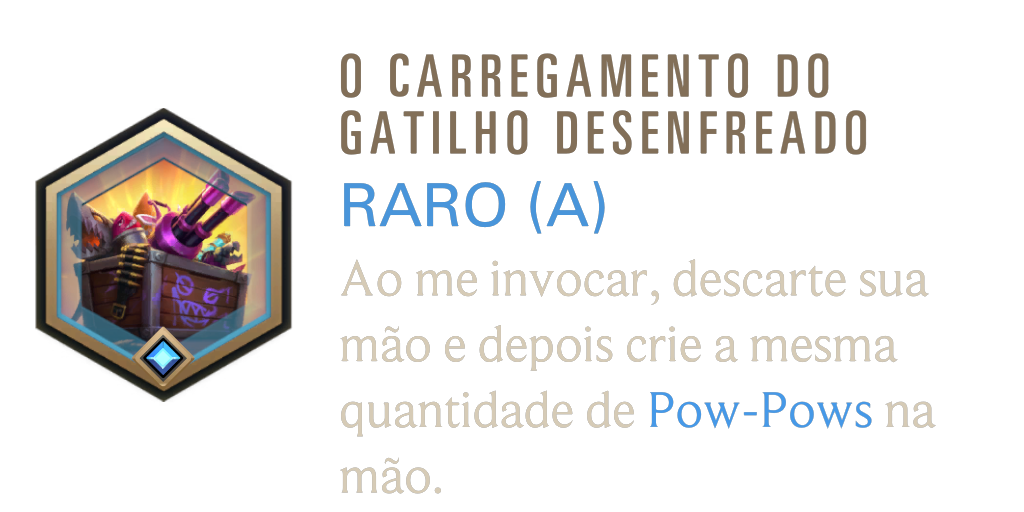 O CARREGAMENTO DO
GATILHO DESENFREADO
RARO (A)
Ao me invocar, descarte sua
mão e depois crie a mesma
quantidade de Pow-Pows na
mão.